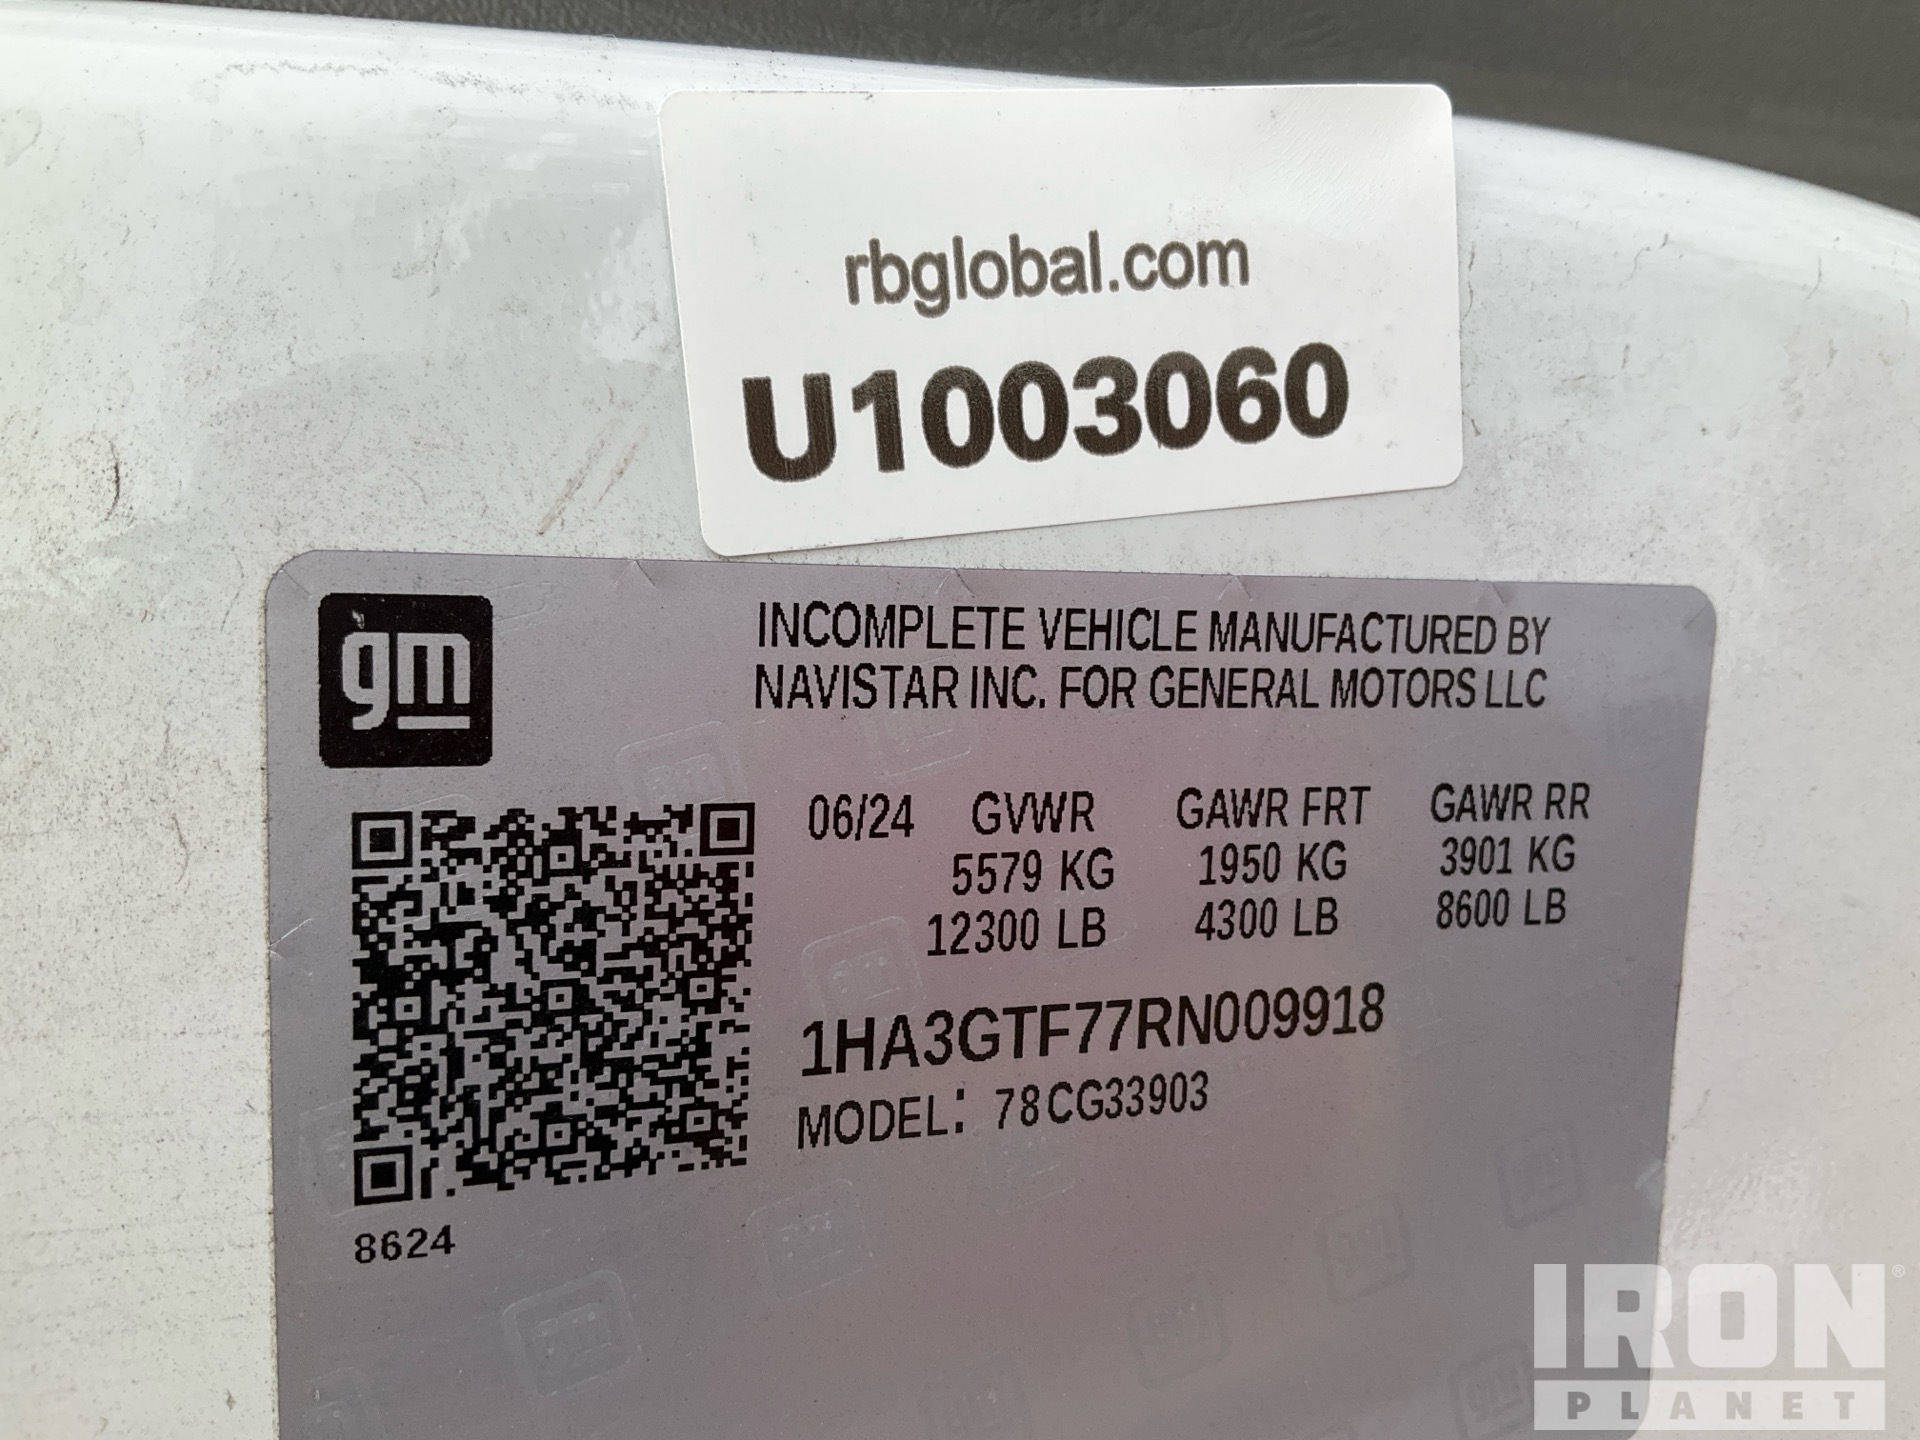 rbglobal.com
U1003060
gm
INCOMPLETE VEHICLE MANUFACTURED BY
NAVISTAR INC. FOR GENERAL MOTORS LLC
06/24 GVWR GAWR FRT GAWR RR
5579 KG 1950 KG 3901 KG
12300 LB 4300 LB 8600 LB
1HA3GTF77RN009918
MODEL: 78CG33903
8624
IRON®
PLANET